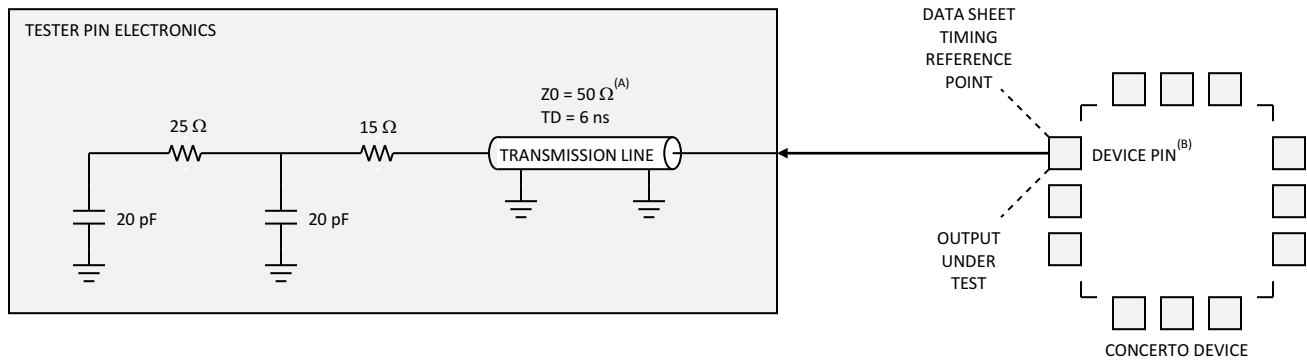 TESTER PIN ELECTRONICS
25 Ω
15 Ω
Z0 = 50 Ω(A)
TD = 6 ns
TRANSMISSION LINE
20 pF
20 pF
DATA SHEET
TIMING
REFERENCE
POINT
DEVICE PIN(B)
OUTPUT
UNDER
TEST
CONCERTO DEVICE